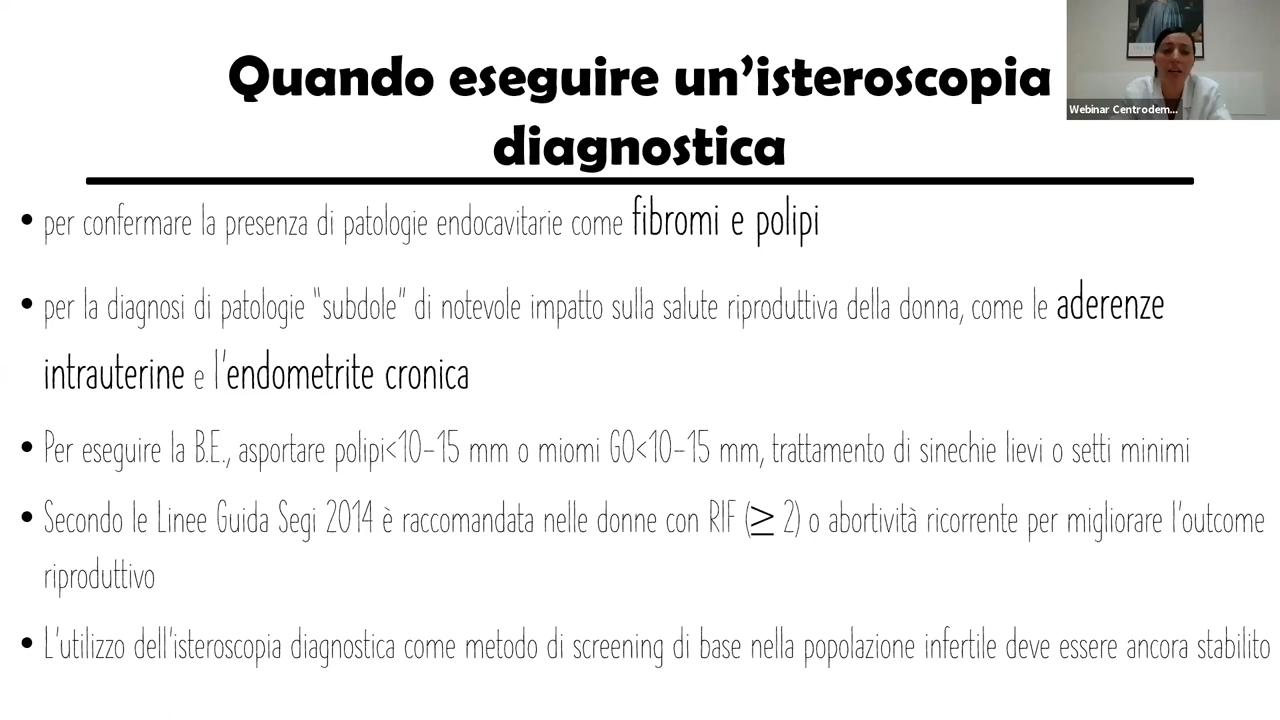 Quando eseguire un’isteroscopia
diagnostica
Webinar Centrodem...
• per confermare la presenza di patologie endocavitarie come fibromi e polipi
• per la diagnosi di patologie “subdole” di notevole impatto sulla salute riproduttiva della donna, come le aderenze
intrauterine e l’endometrite cronica
• Per eseguire la B.E., asportare polipi<10-15 mm o miomi G0<10-15 mm, trattamento di sinechie lievi o setti minimi
• Secondo le Linee Guida Segi 2014 è raccomandata nelle donne con RIF (≥ 2) o abortività ricorrente per migliorare l’outcome
riproduttivo
• L’utilizzo dell’isteroscopia diagnostica come metodo di screening di base nella popolazione infertile deve essere ancora stabilito